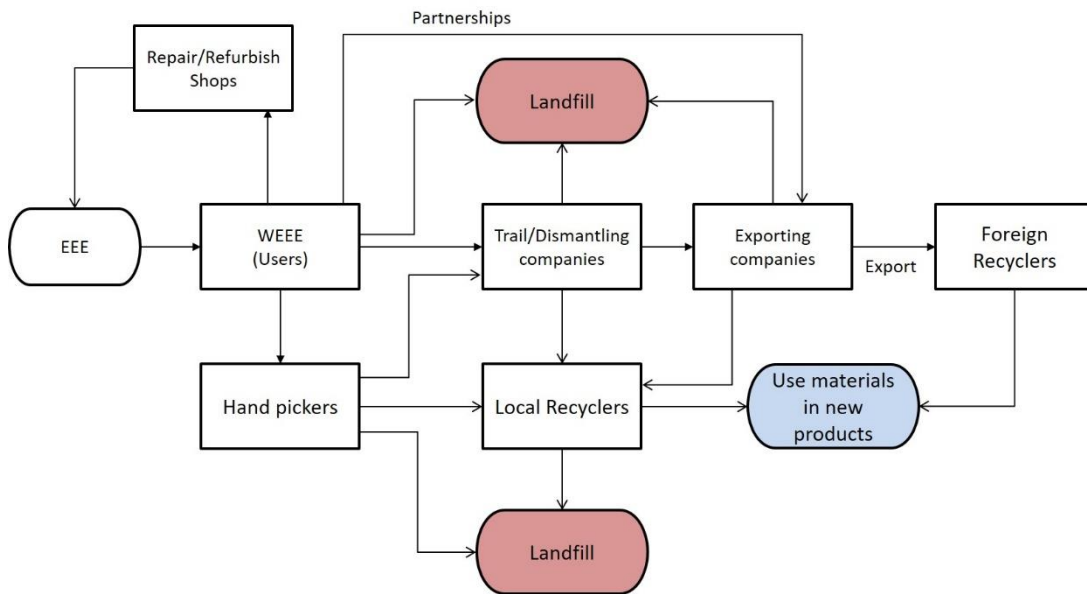 Partnerships
Repair/Refurbish
Shops
Landfill
EEE
WEEE
(Users)
Trail/Dismantling
companies
Exporting
companies
Export
Foreign
Recyclers
Hand pickers
Local Recyclers
Use materials
in new
products
Landfill